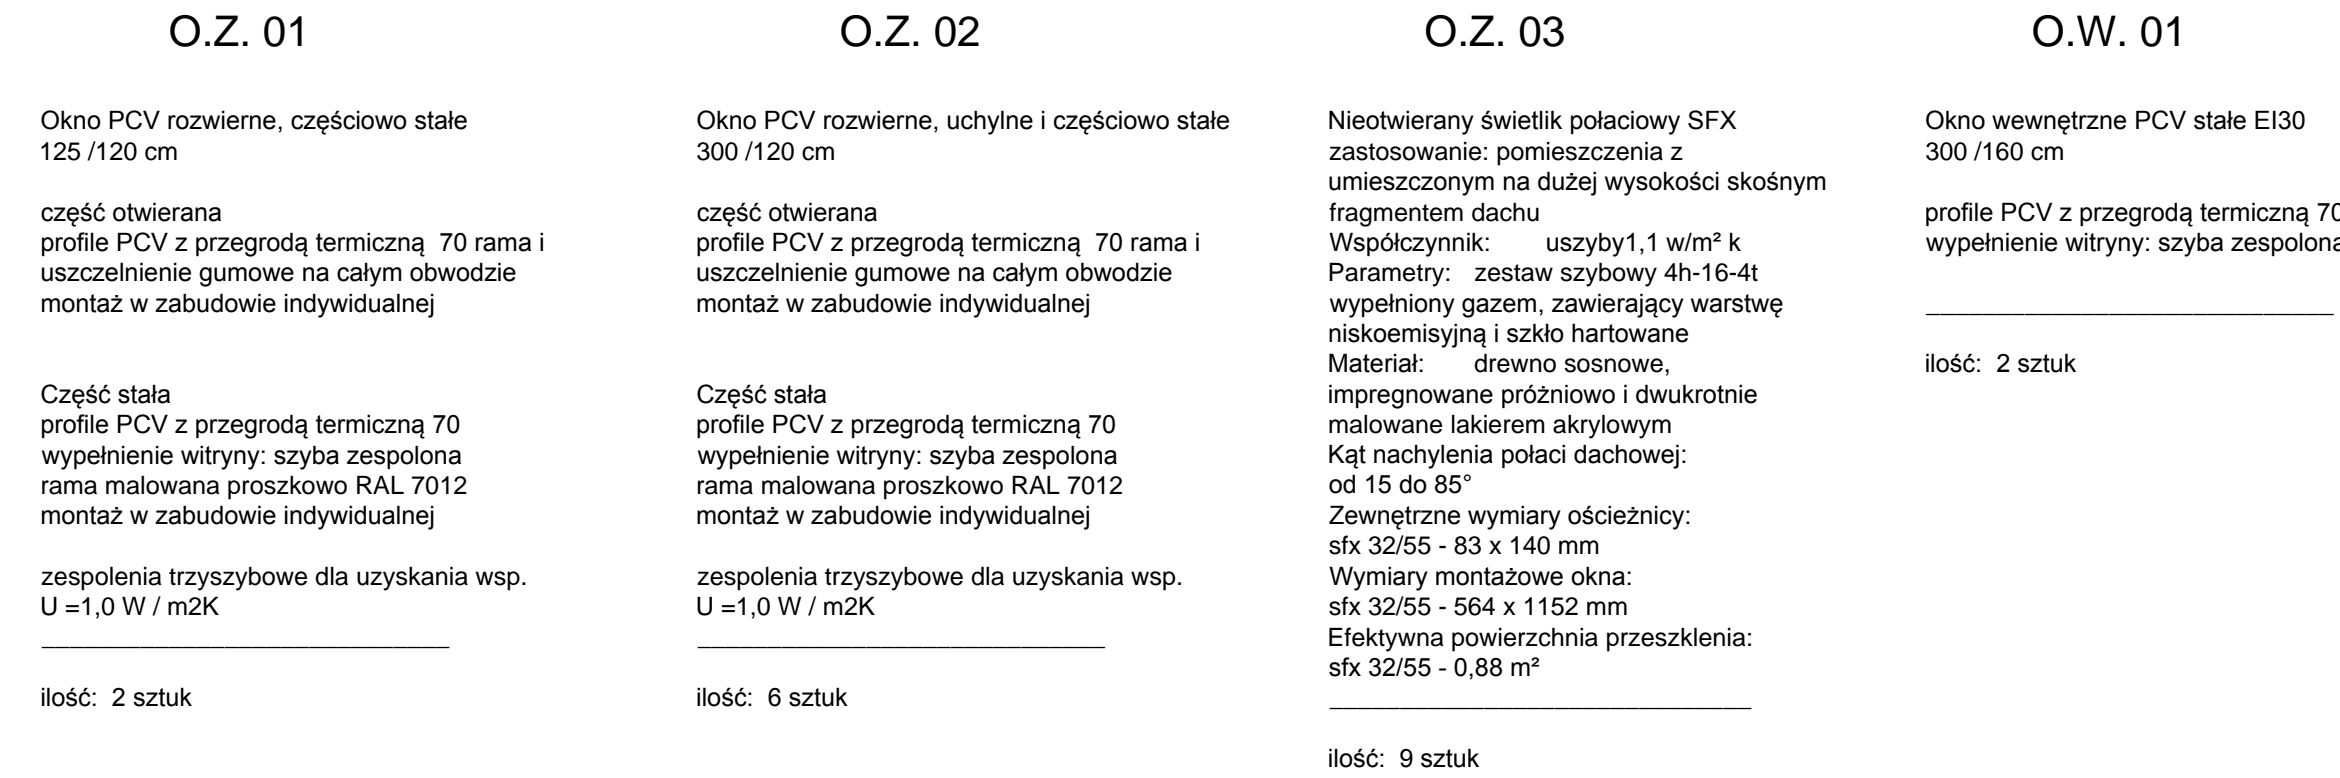 O.Z. 01
Okno PCV rozwierne, częściowo stałe
125 /120 cm
część otwierana
profile PCV z przegrodą termiczną 70 rama i
uszczelnienie gumowe na całym obwodzie
montaż w zabudowie indywidualnej
Część stała
profile PCV z przegrodą termiczną 70
wypełnienie witryny: szyba zespolona
rama malowana proszkowo RAL 7012
montaż w zabudowie indywidualnej
zespolenia trzyszybowe dla uzyskania wsp.
U =1,0 W / m2K
ilość: 2 sztuk
O.Z. 02
Okno PCV rozwierne, uchylne i częściowo stałe
300 /120 cm
część otwierana
profile PCV z przegrodą termiczną 70 rama i
uszczelnienie gumowe na całym obwodzie
montaż w zabudowie indywidualnej
Część stała
profile PCV z przegrodą termiczną 70
wypełnienie witryny: szyba zespolona
rama malowana proszkowo RAL 7012
montaż w zabudowie indywidualnej
zespolenia trzyszybowe dla uzyskania wsp.
U =1,0 W / m2K
ilość: 6 sztuk
O.Z. 03
Nieotwierany świetlik połaciowy SFX
zastosowanie: pomieszczenia z
umieszczonym na dużej wysokości skośnym
fragmentem dachu
Współczynnik: uszyby1,1 w/m² k
Parametry: zestaw szybowy 4h-16-4t
wypełniony gazem, zawierający warstwę
niskoemisyjną i szkło hartowane
Materiał: drewno sosnowe,
impregnowane próżniowo i dwukrotnie
malowane lakierem akrylowym
Kąt nachylenia połaci dachowej:
od 15 do 85°
Zewnętrzne wymiary ościeżnicy:
sfx 32/55 - 83 x 140 mm
Wymiary montażowe okna:
sfx 32/55 - 564 x 1152 mm
Efektywna powierzchnia przeszklenia:
sfx 32/55 - 0,88 m²
ilość: 9 sztuk
O.W. 01
Okno wewnętrzne PCV stałe EI30
300 /160 cm
profile PCV z przegrodą termiczną 70
wypełnienie witryny: szyba zespolona
ilość: 2 sztuk